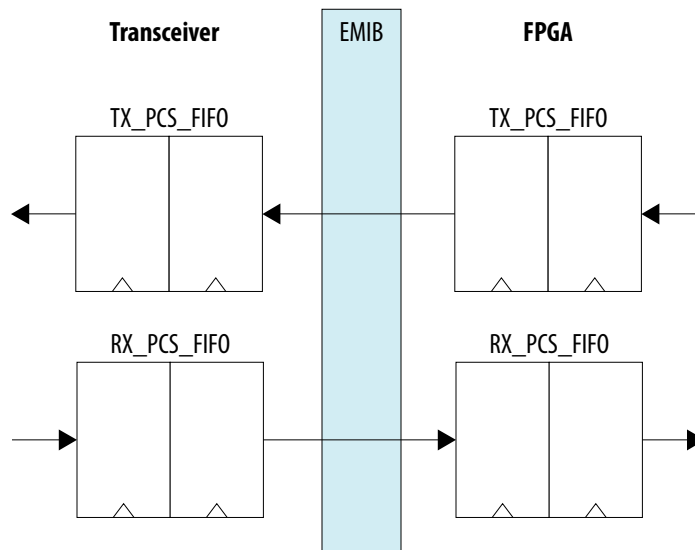 Transceiver
EMIB
FPGA
TX_PCS_FIFO
TX_PCS_FIFO
RX_PCS_FIFO
RX_PCS_FIFO